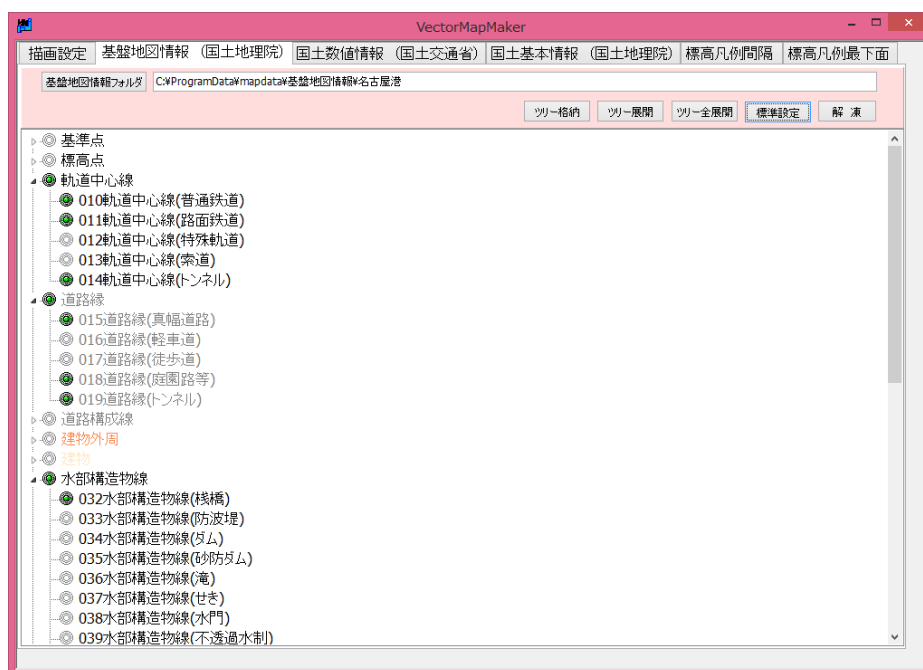 VectorMapMaker
描画設定 基盤地図情報 (国土地理院) 国土数値情報 (国土交通省) 国土基本情報 (国土地理院) 標高凡例間隔 標高凡例最下面
基盤地図情報フォルダ C:¥ProgramData¥mapdata¥基盤地図情報¥名古屋港
ツリー格納 ツリー展開 ツリー全展開 標準設定 解 凍
基準点
標高点
軌道中心線
010軌道中心線(普通鉄道)
011軌道中心線(路面鉄道)
012軌道中心線(特殊軌道)
013軌道中心線(索道)
014軌道中心線(トンネル)
道路縁
015道路縁(真幅道路)
016道路縁(軽車道)
017道路縁(徒歩道)
018道路縁(庭園路等)
019道路縁(トンネル)
道路構成線
建物外周
建物
水部構造物線
032水部構造物線(桟橋)
033水部構造物線(防波堤)
034水部構造物線(ダム)
035水部構造物線(砂防ダム)
036水部構造物線(滝)
037水部構造物線(せき)
038水部構造物線(水門)
039水部構造物線(不透過水制)